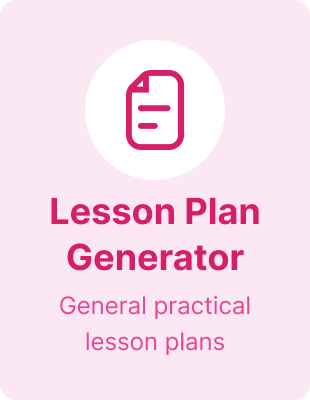 Lesson Plan
Generator
General practical
lesson plans